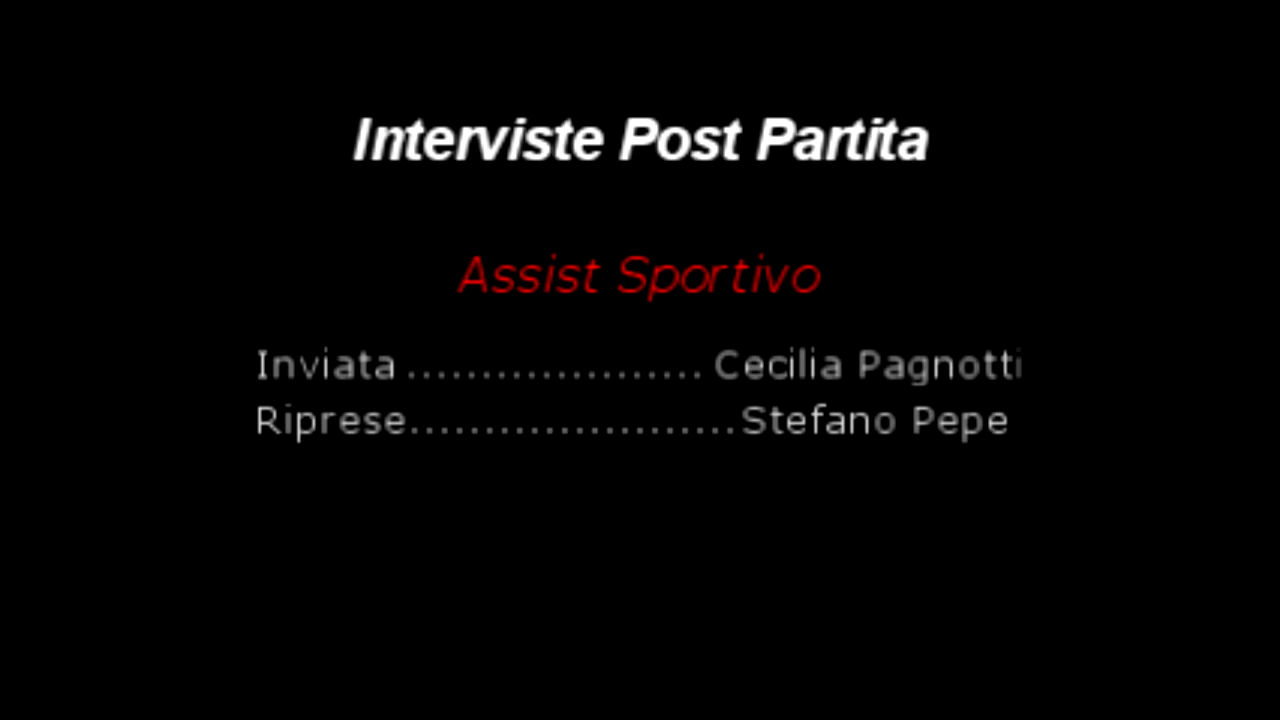 Interviste Post Partita
Assist Sportivo
Inviata .................... Cecilia Pagnotti
Riprese......................Stefano Pepe